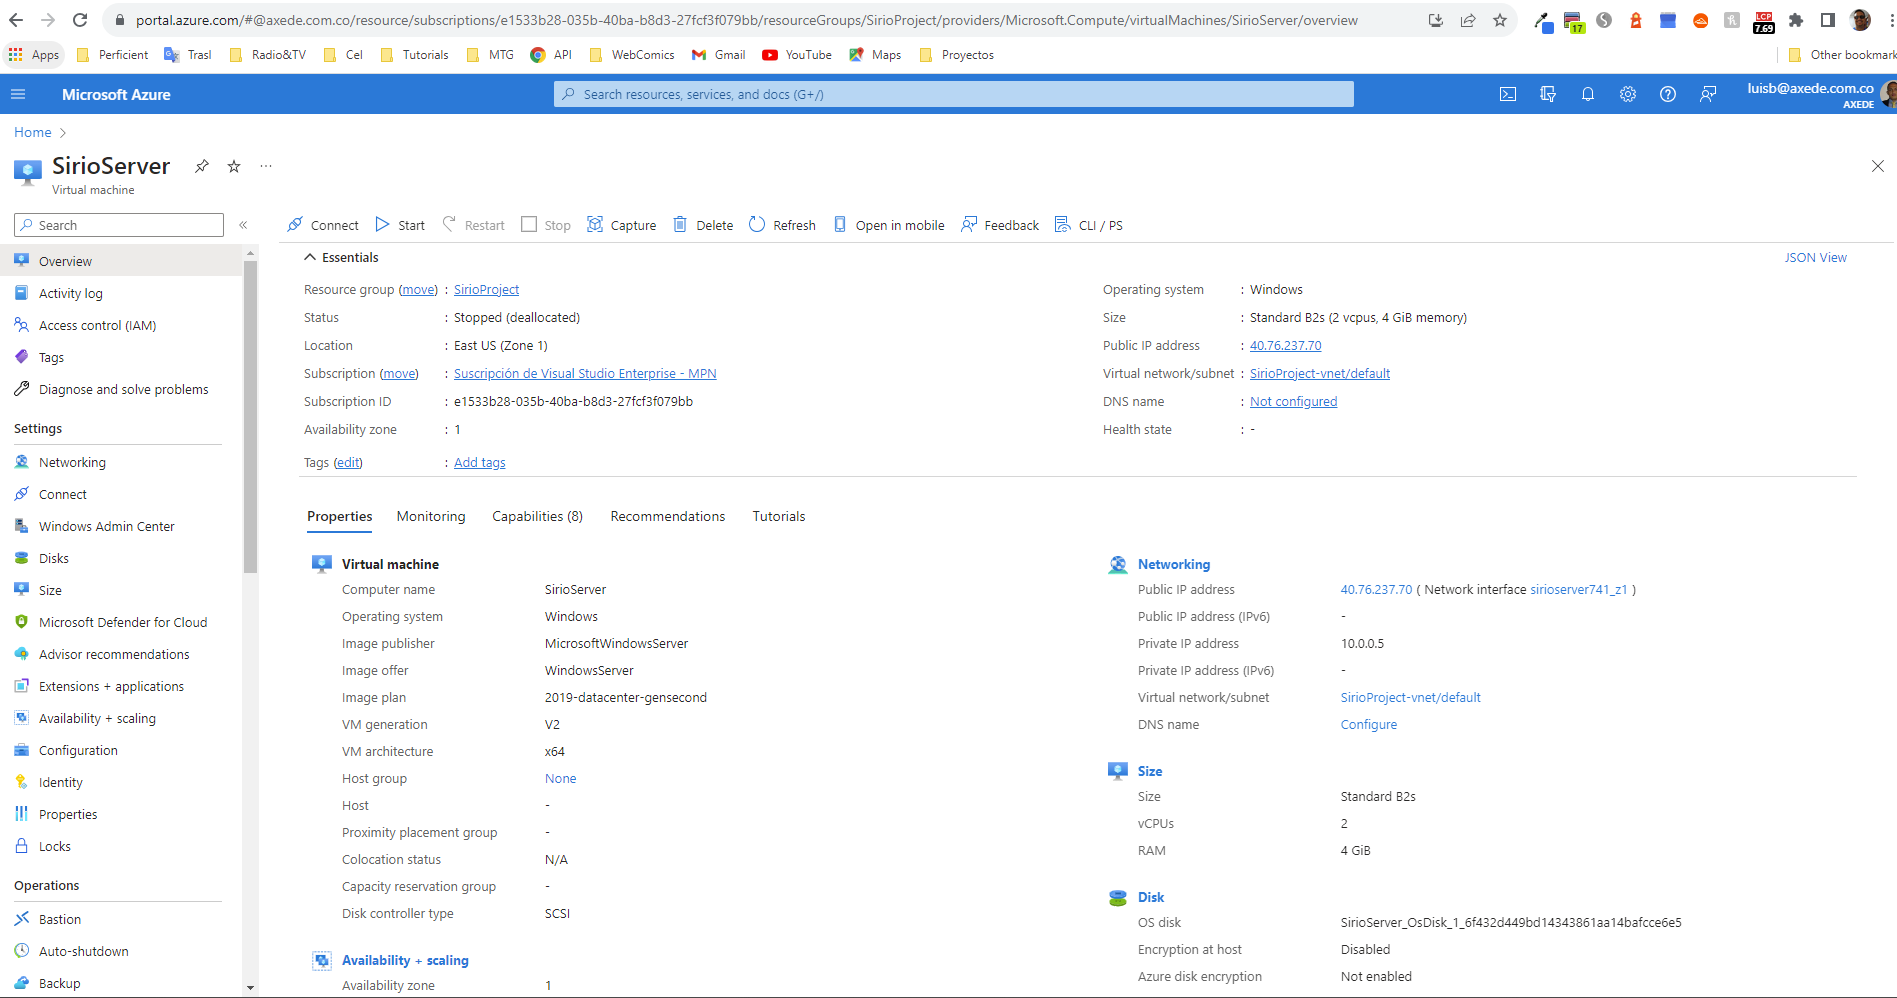 portal.azure.com/#@axede.com.co/resource/subscriptions/e1533b28-035b-40ba-b8d3-27fcf3f079bb/resourceGroups/SirioProject/providers/Microsoft.Compute/virtualMachines/SirioServer/overview
17
LCP
7.69
Apps Perficient Trasl Radio&TV Cel Tutorials MTG API WebComics Gmail YouTube Maps Proyectos Other bookmark
Microsoft Azure
Search resources, services, and docs (G+/)
luisb@axede.com.co
AXEDE
Home >
SirioServer
Virtual machine
Search
«
Overview
Activity log
Access control (IAM)
Tags
Diagnose and solve problems
Settings
Networking
Connect
Windows Admin Center
Disks
Size
Microsoft Defender for Cloud
Advisor recommendations
Extensions + applications
Availability + scaling
Configuration
Identity
Properties
Locks
Operations
Bastion
Auto-shutdown
Backup
Connect Start Restart Stop Capture Delete Refresh Open in mobile Feedback CLI / PS
Essentials
JSON View
Resource group (move) : SirioProject
Status : Stopped (deallocated)
Location : East US (Zone 1)
Subscription (move) : Suscripción de Visual Studio Enterprise - MPN
Subscription ID : e1533b28-035b-40ba-b8d3-27fcf3f079bb
Availability zone : 1
Tags (edit) : Add tags
Operating system : Windows
Size : Standard B2s (2 vcpus, 4 GiB memory)
Public IP address : 40.76.237.70
Virtual network/subnet : SirioProject-vnet/default
DNS name : Not configured
Health state : -
Properties Monitoring Capabilities (8) Recommendations Tutorials
Virtual machine
Computer name SirioServer
Operating system Windows
Image publisher MicrosoftWindowsServer
Image offer WindowsServer
Image plan 2019-datacenter-gensecond
VM generation V2
VM architecture x64
Host group None
Host -
Proximity placement group -
Colocation status N/A
Capacity reservation group -
Disk controller type SCSI
Availability + scaling
Availability zone 1
Networking
Public IP address 40.76.237.70 ( Network interface sirioserver741_z1 )
Public IP address (IPv6) -
Private IP address 10.0.0.5
Private IP address (IPv6) -
Virtual network/subnet SirioProject-vnet/default
DNS name Configure
Size
Size Standard B2s
vCPUs 2
RAM 4 GiB
Disk
OS disk SirioServer_OsDisk_1_6f432d449bd14343861aa14bafcce6e5
Encryption at host Disabled
Azure disk encryption Not enabled